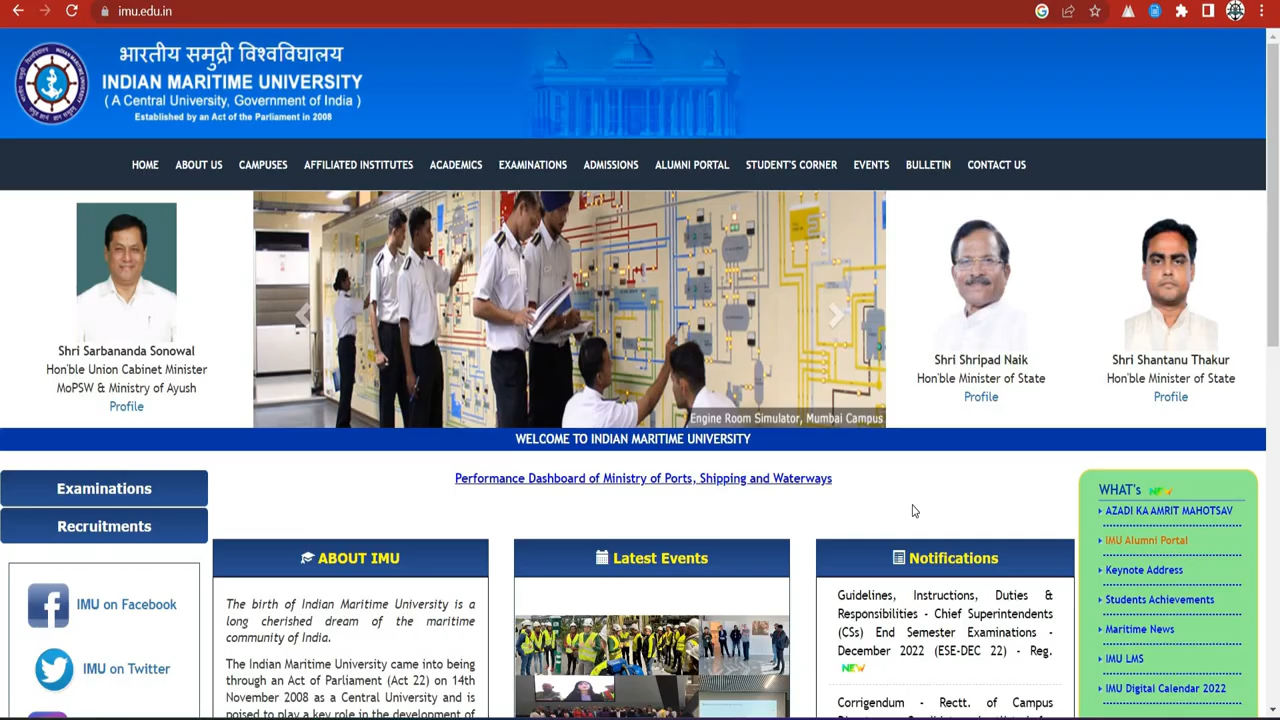 imu.edu.in
भारतीय समुद्री विश्वविद्यालय
INDIAN MARITIME UNIVERSITY
( A Central University, Government of India )
Established by an Act of the Parliament in 2008
HOME ABOUT US CAMPUSES AFFILIATED INSTITUTES ACADEMICS EXAMINATIONS ADMISSIONS ALUMNI PORTAL STUDENT'S CORNER EVENTS BULLETIN CONTACT US
Shri Sarbananda Sonowal
Hon'ble Union Cabinet Minister
MoPSW & Ministry of Ayush
Profile
Engine Room Simulator, Mumbai Campus
Shri Shripad Naik
Hon'ble Minister of State
Profile
Shri Shantanu Thakur
Hon'ble Minister of State
Profile
WELCOME TO INDIAN MARITIME UNIVERSITY
Performance Dashboard of Ministry of Ports, Shipping and Waterways
Examinations
Recruitments
IMU on Facebook
IMU on Twitter
ABOUT IMU
The birth of Indian Maritime University is a
long cherished dream of the maritime
community of India.
The Indian Maritime University came into being
through an Act of Parliament (Act 22) on 14th
November 2008 as a Central University and is
poised to play a key role in the development of
Latest Events
Notifications
Guidelines, Instructions, Duties &
Responsibilities - Chief Superintendents
(CSs) End Semester Examinations -
December 2022 (ESE-DEC 22) - Reg.
NEW
Corrigendum - Rectt. of Campus
WHAT's NEW
AZADI KA AMRIT MAHOTSAV
IMU Alumni Portal
Keynote Address
Students Achievements
Maritime News
IMU LMS
IMU Digital Calendar 2022